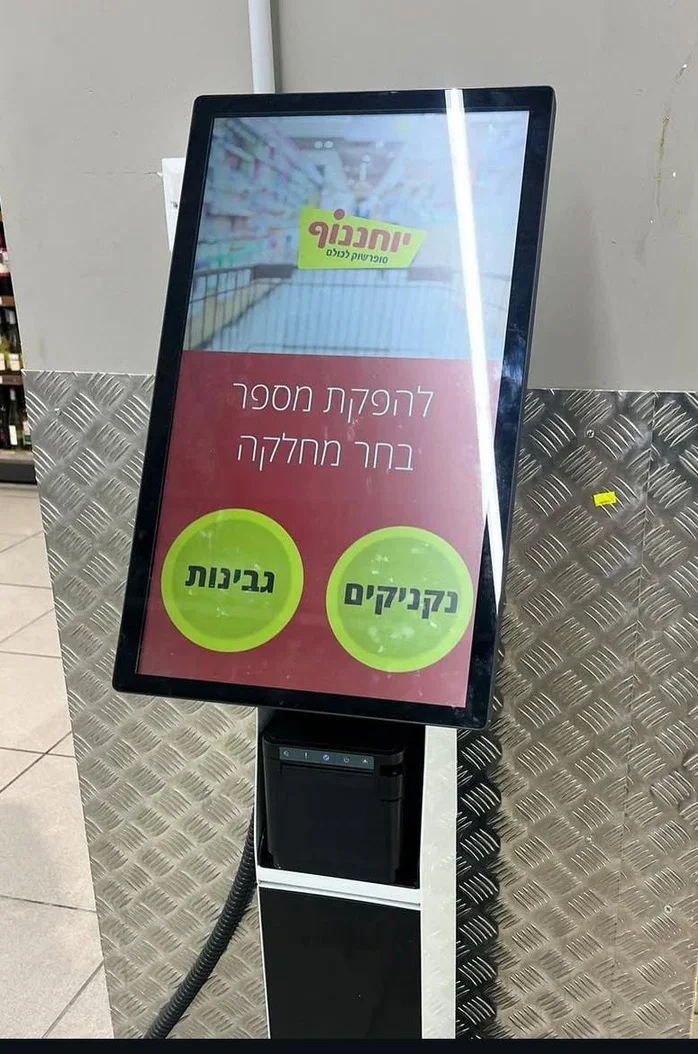 יוחננוף
סופרשוק לכולם
להפקת מספר
בחר מחלקה
נקניקים
גבינות